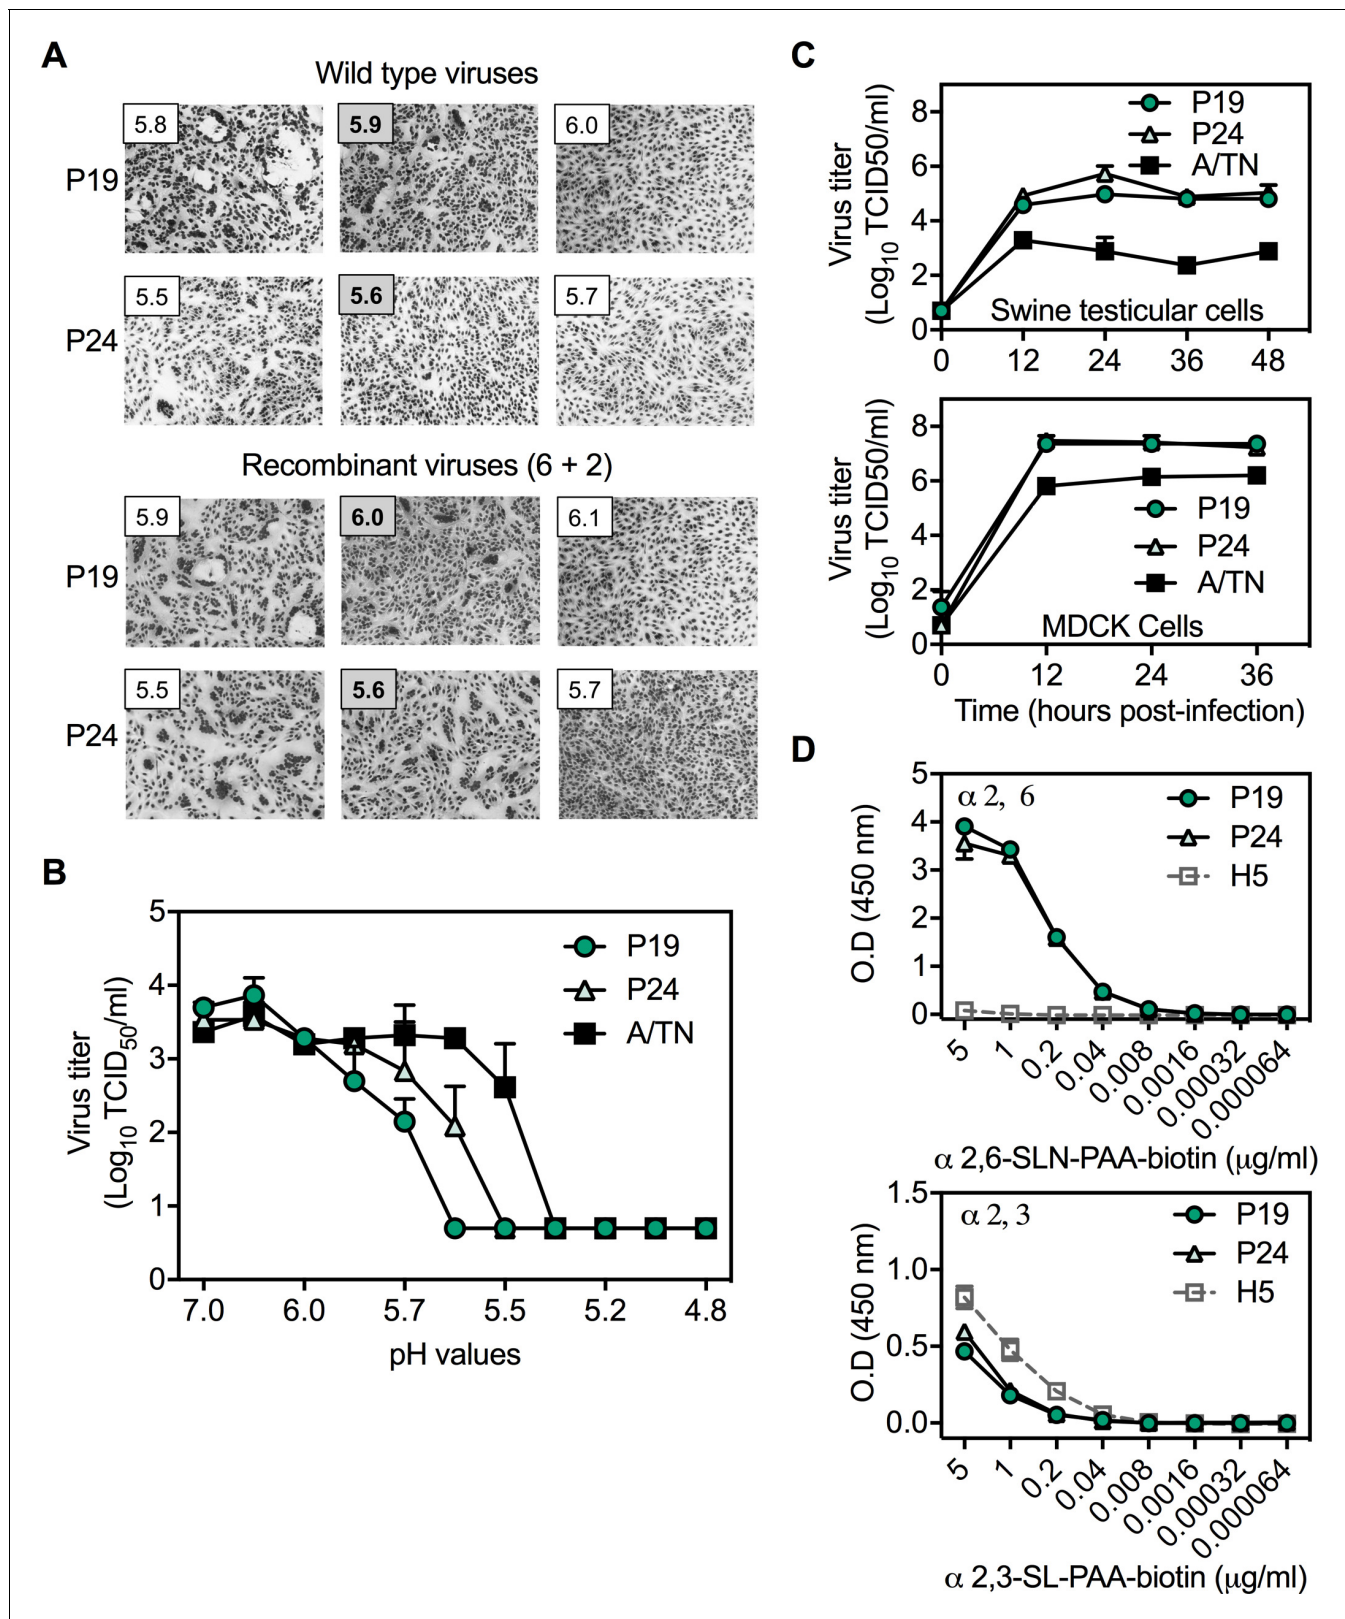 A
Wild type viruses
P19
5.8
5.9
6.0
P24
5.5
5.6
5.7
Recombinant viruses (6 + 2)
P19
5.9
6.0
6.1
P24
5.5
5.6
5.7
B
Virus titer
(Log10 TCID50/ml)
5
4
3
2
1
0
P19
P24
A/TN
7.0
6.0
5.7
5.5
5.2
4.8
pH values
C
Virus titer
(Log10 TCID50/ml)
8
6
4
2
0
P19
P24
A/TN
Swine testicular cells
0
12
24
36
48
Virus titer
(Log10 TCID50/ml)
8
6
4
2
0
P19
P24
A/TN
MDCK Cells
0
12
24
36
Time (hours post-infection)
D
O.D (450 nm)
5
4
3
2
1
0
α 2, 6
P19
P24
H5
5
1
0.2
0.04
0.008
0.0016
0.00032
0.000064
α 2,6-SLN-PAA-biotin (μg/ml)
O.D (450 nm)
1.5
1.0
0.5
0.0
α 2, 3
P19
P24
H5
5
1
0.2
0.04
0.008
0.0016
0.00032
0.000064
α 2,3-SL-PAA-biotin (μg/ml)